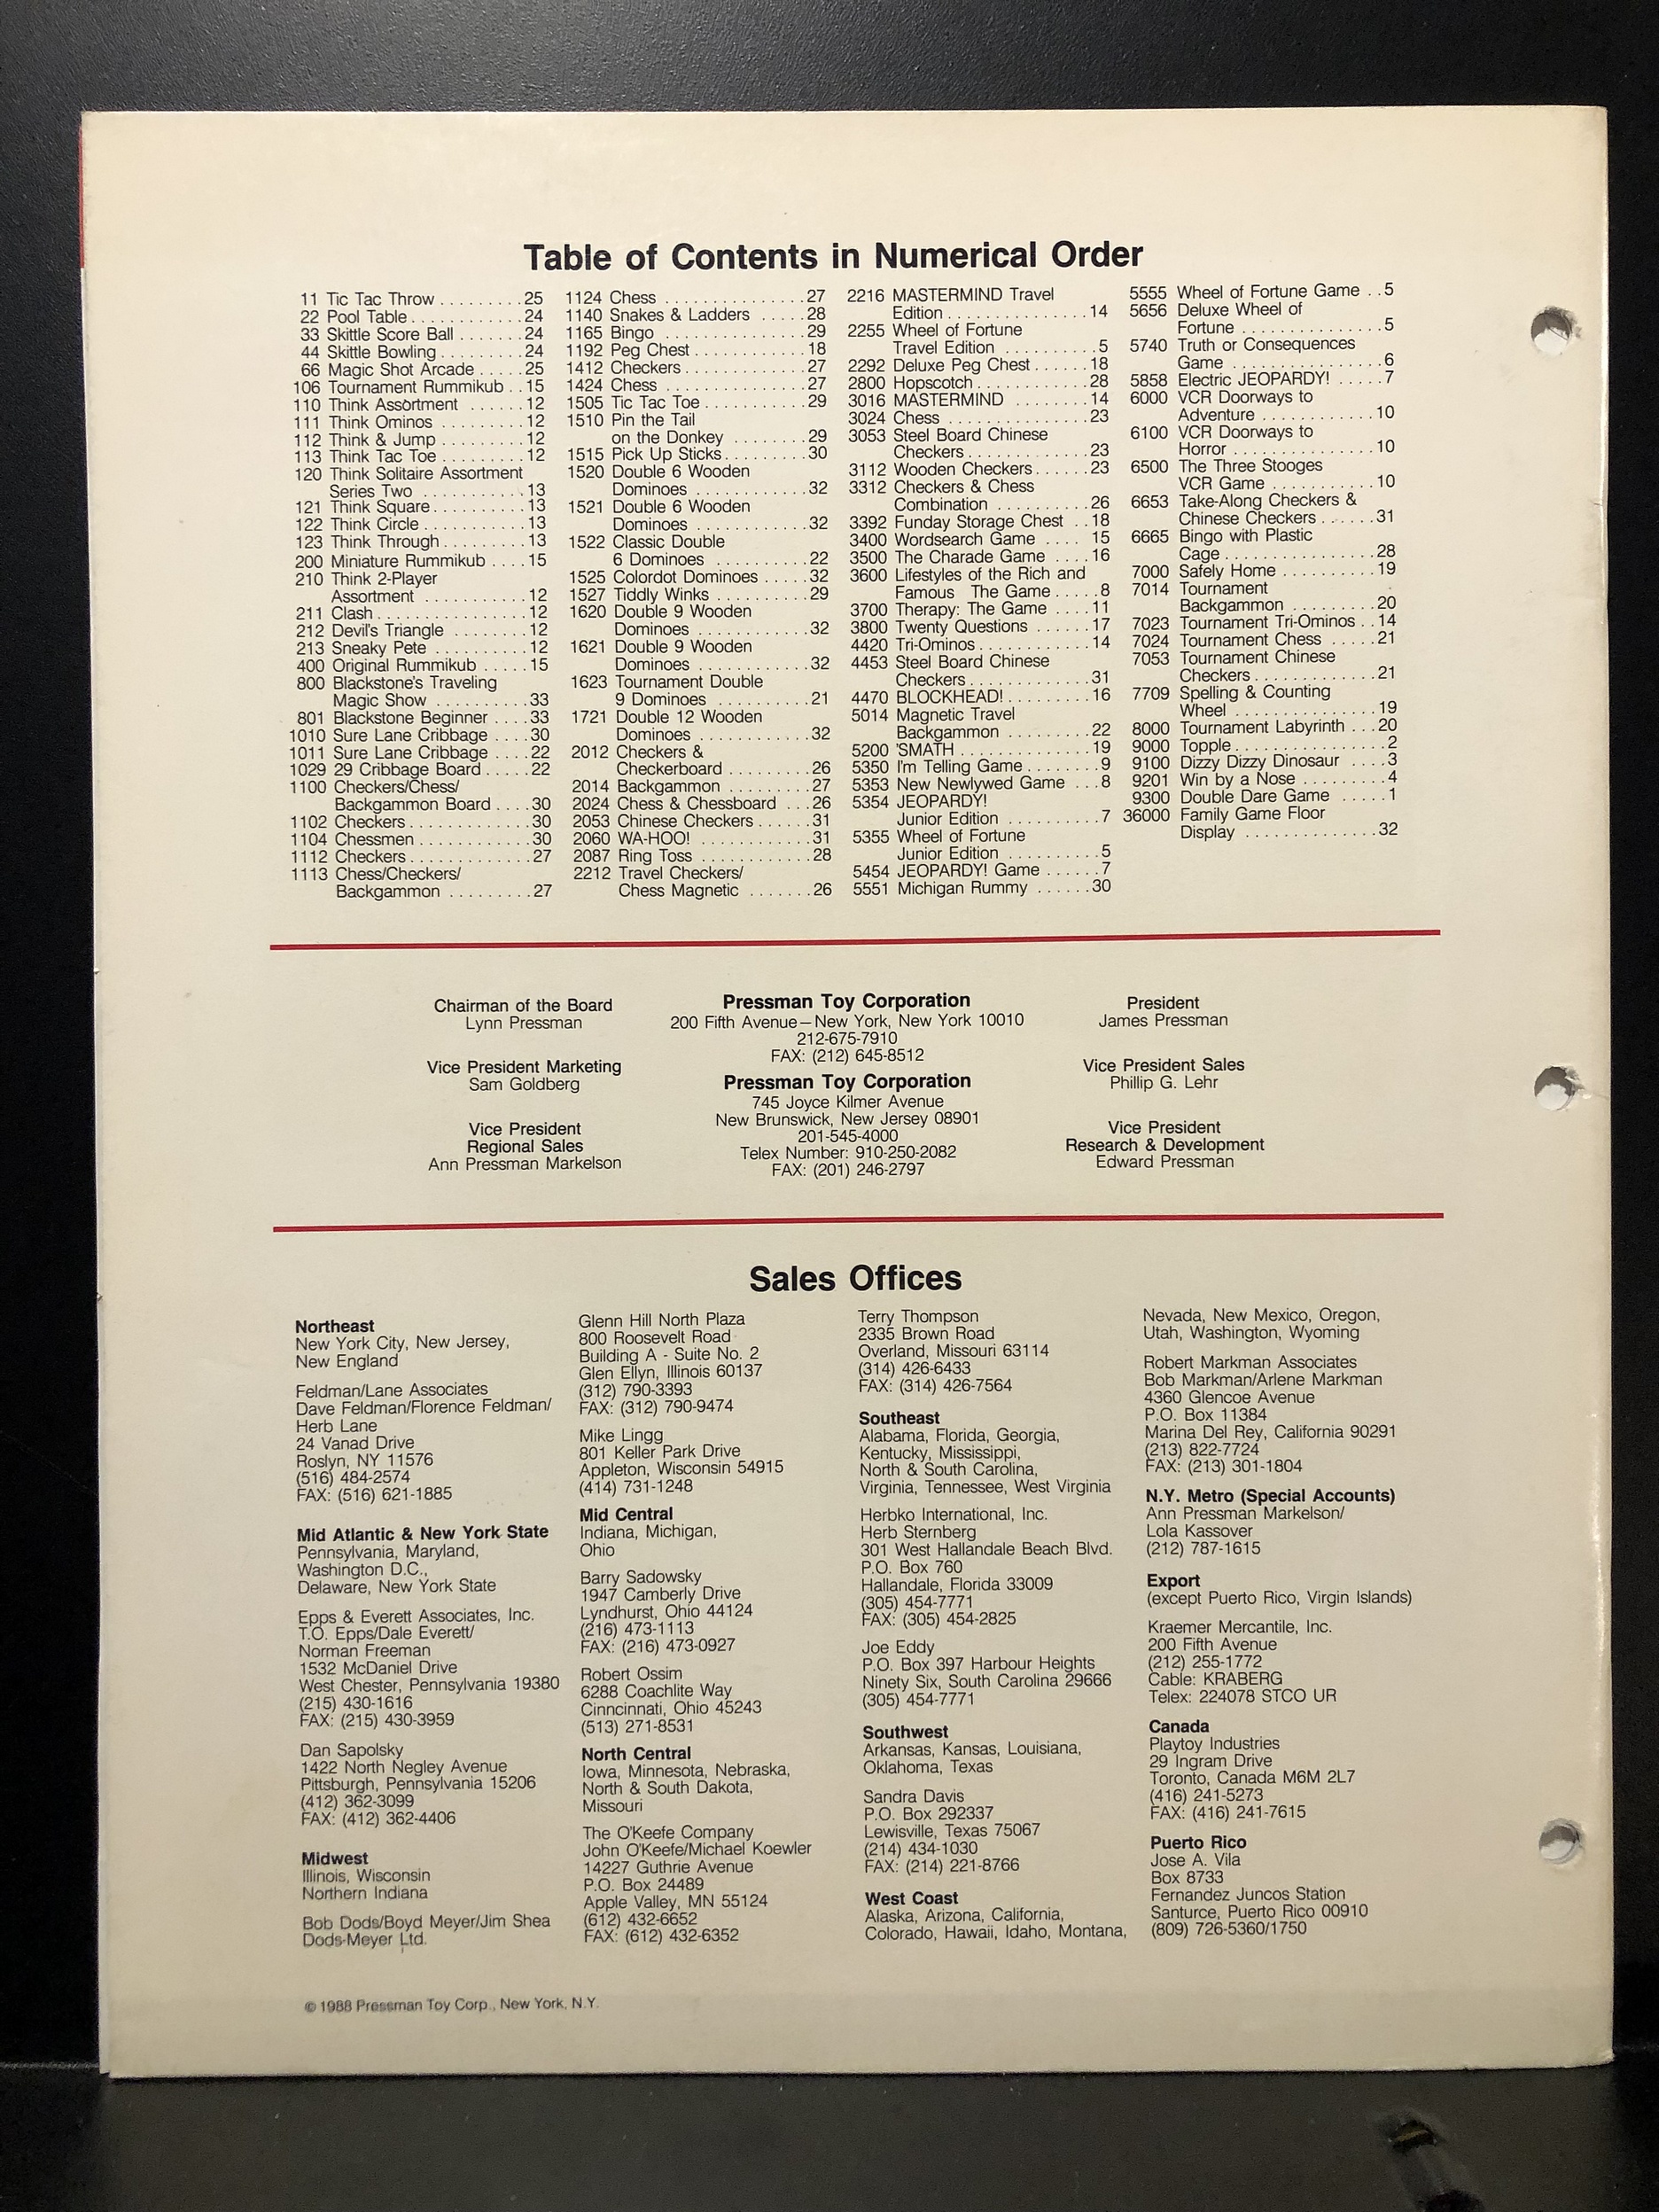 Table of Contents in Numerical Order
11 Tic Tac Throw . . . . . . . . . 25
22 Pool Table . . . . . . . . . . . . 24
33 Skittle Score Ball . . . . . . . 24
44 Skittle Bowling . . . . . . . . . 24
66 Magic Shot Arcade . . . . . 25
106 Tournament Rummikub . . 15
110 Think Assortment . . . . . . 12
111 Think Ominos . . . . . . . . . 12
112 Think & Jump . . . . . . . . . 12
113 Think Tac Toe . . . . . . . . . 12
120 Think Solitaire Assortment
Series Two . . . . . . . . . . . 13
121 Think Square . . . . . . . . . . 13
122 Think Circle . . . . . . . . . . . 13
123 Think Through . . . . . . . . . 13
200 Miniature Rummikub . . . . 15
210 Think 2-Player
Assortment . . . . . . . . . . . 12
211 Clash . . . . . . . . . . . . . . . . 12
212 Devil's Triangle . . . . . . . . 12
213 Sneaky Pete . . . . . . . . . . 12
400 Original Rummikub . . . . . 15
800 Blackstone's Traveling
Magic Show . . . . . . . . . . 33
801 Blackstone Beginner . . . . 33
1010 Sure Lane Cribbage . . . . 30
1011 Sure Lane Cribbage . . . . 22
1029 29 Cribbage Board . . . . . 22
1100 Checkers/Chess/
Backgammon Board . . . . 30
1102 Checkers . . . . . . . . . . . . 30
1104 Chessmen . . . . . . . . . . . 30
1112 Checkers . . . . . . . . . . . . 27
1113 Chess/Checkers/
Backgammon . . . . . . . . . 27
1124 Chess . . . . . . . . . . . . . . . 27
1140 Snakes & Ladders . . . . . 28
1165 Bingo . . . . . . . . . . . . . . . 29
1192 Peg Chest . . . . . . . . . . . . 18
1412 Checkers . . . . . . . . . . . . 27
1424 Chess . . . . . . . . . . . . . . . 27
1505 Tic Tac Toe . . . . . . . . . . . 29
1510 Pin the Tail
on the Donkey . . . . . . . . 29
1515 Pick Up Sticks . . . . . . . . . 30
1520 Double 6 Wooden
Dominoes . . . . . . . . . . . . 32
1521 Double 6 Wooden
Dominoes . . . . . . . . . . . . 32
1522 Classic Double
6 Dominoes . . . . . . . . . . 22
1525 Colordot Dominoes . . . . . 32
1527 Tiddly Winks . . . . . . . . . . 29
1620 Double 9 Wooden
Dominoes . . . . . . . . . . . . 32
1621 Double 9 Wooden
Dominoes . . . . . . . . . . . . 32
1623 Tournament Double
9 Dominoes . . . . . . . . . . 21
1721 Double 12 Wooden
Dominoes . . . . . . . . . . . . 32
2012 Checkers &
Checkerboard . . . . . . . . . 26
2014 Backgammon . . . . . . . . . 27
2024 Chess & Chessboard . . . 26
2053 Chinese Checkers . . . . . . 31
2060 WA-HOO! . . . . . . . . . . . . 31
2087 Ring Toss . . . . . . . . . . . . 28
2212 Travel Checkers/
Chess Magnetic . . . . . . . 26
2216 MASTERMIND Travel
Edition . . . . . . . . . . . . . . . 14
2255 Wheel of Fortune
Travel Edition . . . . . . . . . . 5
2292 Deluxe Peg Chest . . . . . . 18
2800 Hopscotch . . . . . . . . . . . . 28
3016 MASTERMIND . . . . . . . . 14
3024 Chess . . . . . . . . . . . . . . . 23
3053 Steel Board Chinese
Checkers . . . . . . . . . . . . . 23
3112 Wooden Checkers . . . . . . 23
3312 Checkers & Chess
Combination . . . . . . . . . . 26
3392 Funday Storage Chest . . 18
3400 Wordsearch Game . . . . 15
3500 The Charade Game . . . . 16
3600 Lifestyles of the Rich and
Famous The Game . . . . . 8
3700 Therapy: The Game . . . . 11
3800 Twenty Questions . . . . . . 17
4420 Tri-Ominos . . . . . . . . . . . . 14
4453 Steel Board Chinese
Checkers . . . . . . . . . . . . . 31
4470 BLOCKHEAD! . . . . . . . . . 16
5014 Magnetic Travel
Backgammon . . . . . . . . . 22
5200 'SMATH . . . . . . . . . . . . . . 19
5350 I'm Telling Game . . . . . . . . 9
5353 New Newlywed Game . . . 8
5354 JEOPARDY!
Junior Edition . . . . . . . . . . 7
5355 Wheel of Fortune
Junior Edition . . . . . . . . . . 5
5454 JEOPARDY! Game . . . . . . 7
5551 Michigan Rummy . . . . . . 30
5555 Wheel of Fortune Game . . 5
5656 Deluxe Wheel of
Fortune . . . . . . . . . . . . . . . 5
5740 Truth or Consequences
Game . . . . . . . . . . . . . . . . 6
5858 Electric JEOPARDY! . . . . . 7
6000 VCR Doorways to
Adventure . . . . . . . . . . . . 10
6100 VCR Doorways to
Horror . . . . . . . . . . . . . . . 10
6500 The Three Stooges
VCR Game . . . . . . . . . . . 10
6653 Take-Along Checkers &
Chinese Checkers . . . . . . 31
6665 Bingo with Plastic
Cage . . . . . . . . . . . . . . . . 28
7000 Safely Home . . . . . . . . . . 19
7014 Tournament
Backgammon . . . . . . . . . 20
7023 Tournament Tri-Ominos . . 14
7024 Tournament Chess . . . . . 21
7053 Tournament Chinese
Checkers . . . . . . . . . . . . . 21
7709 Spelling & Counting
Wheel . . . . . . . . . . . . . . . 19
8000 Tournament Labyrinth . . . 20
9000 Topple . . . . . . . . . . . . . . . . 2
9100 Dizzy Dizzy Dinosaur . . . . 3
9201 Win by a Nose . . . . . . . . . 4
9300 Double Dare Game . . . . . 1
36000 Family Game Floor
Display . . . . . . . . . . . . . . 32
Chairman of the Board
Lynn Pressman
Vice President Marketing
Sam Goldberg
Vice President
Regional Sales
Ann Pressman Markelson
Pressman Toy Corporation
200 Fifth Avenue—New York, New York 10010
212-675-7910
FAX: (212) 645-8512
Pressman Toy Corporation
745 Joyce Kilmer Avenue
New Brunswick, New Jersey 08901
201-545-4000
Telex Number: 910-250-2082
FAX: (201) 246-2797
President
James Pressman
Vice President Sales
Phillip G. Lehr
Vice President
Research & Development
Edward Pressman
Sales Offices
Northeast
New York City, New Jersey,
New England
Feldman/Lane Associates
Dave Feldman/Florence Feldman/
Herb Lane
24 Vanad Drive
Roslyn, NY 11576
(516) 484-2574
FAX: (516) 621-1885
Mid Atlantic & New York State
Pennsylvania, Maryland,
Washington D.C.,
Delaware, New York State
Epps & Everett Associates, Inc.
T.O. Epps/Dale Everett/
Norman Freeman
1532 McDaniel Drive
West Chester, Pennsylvania 19380
(215) 430-1616
FAX: (215) 430-3959
Dan Sapolsky
1422 North Negley Avenue
Pittsburgh, Pennsylvania 15206
(412) 362-3099
FAX: (412) 362-4406
Midwest
Illinois, Wisconsin
Northern Indiana
Bob Dods/Boyd Meyer/Jim Shea
Dods-Meyer Ltd.
Glenn Hill North Plaza
800 Roosevelt Road
Building A - Suite No. 2
Glen Ellyn, Illinois 60137
(312) 790-3393
FAX: (312) 790-9474
Mike Lingg
801 Keller Park Drive
Appleton, Wisconsin 54915
(414) 731-1248
Mid Central
Indiana, Michigan,
Ohio
Barry Sadowsky
1947 Camberly Drive
Lyndhurst, Ohio 44124
(216) 473-1113
FAX: (216) 473-0927
Robert Ossim
6288 Coachlite Way
Cinncinnati, Ohio 45243
(513) 271-8531
North Central
Iowa, Minnesota, Nebraska,
North & South Dakota,
Missouri
The O'Keefe Company
John O'Keefe/Michael Koewler
14227 Guthrie Avenue
P.O. Box 24489
Apple Valley, MN 55124
(612) 432-6652
FAX: (612) 432-6352
Terry Thompson
2335 Brown Road
Overland, Missouri 63114
(314) 426-6433
FAX: (314) 426-7564
Southeast
Alabama, Florida, Georgia,
Kentucky, Mississippi,
North & South Carolina,
Virginia, Tennessee, West Virginia
Herbko International, Inc.
Herb Sternberg
301 West Hallandale Beach Blvd.
P.O. Box 760
Hallandale, Florida 33009
(305) 454-7771
FAX: (305) 454-2825
Joe Eddy
P.O. Box 397 Harbour Heights
Ninety Six, South Carolina 29666
(305) 454-7771
Southwest
Arkansas, Kansas, Louisiana,
Oklahoma, Texas
Sandra Davis
P.O. Box 292337
Lewisville, Texas 75067
(214) 434-1030
FAX: (214) 221-8766
West Coast
Alaska, Arizona, California,
Colorado, Hawaii, Idaho, Montana,
Nevada, New Mexico, Oregon,
Utah, Washington, Wyoming
Robert Markman Associates
Bob Markman/Arlene Markman
4360 Glencoe Avenue
P.O. Box 11384
Marina Del Rey, California 90291
(213) 822-7724
FAX: (213) 301-1804
N.Y. Metro (Special Accounts)
Ann Pressman Markelson/
Lola Kassover
(212) 787-1615
Export
(except Puerto Rico, Virgin Islands)
Kraemer Mercantile, Inc.
200 Fifth Avenue
(212) 255-1772
Cable: KRABERG
Telex: 224078 STCO UR
Canada
Playtoy Industries
29 Ingram Drive
Toronto, Canada M6M 2L7
(416) 241-5273
FAX: (416) 241-7615
Puerto Rico
Jose A. Vila
Box 8733
Fernandez Juncos Station
Santurce, Puerto Rico 00910
(809) 726-5360/1750
© 1988 Pressman Toy Corp., New York, N.Y.